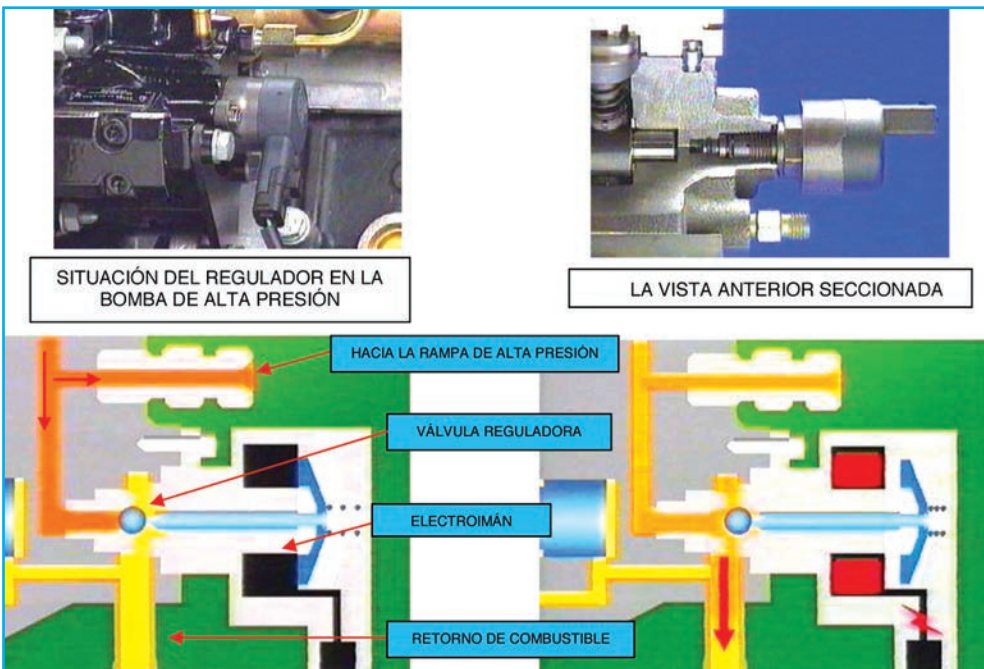 SITUACIÓN DEL REGULADOR EN LA
BOMBA DE ALTA PRESIÓN
LA VISTA ANTERIOR SECCIONADA
HACIA LA RAMPA DE ALTA PRESIÓN
VÁLVULA REGULADORA
ELECTROIMÁN
RETORNO DE COMBUSTIBLE